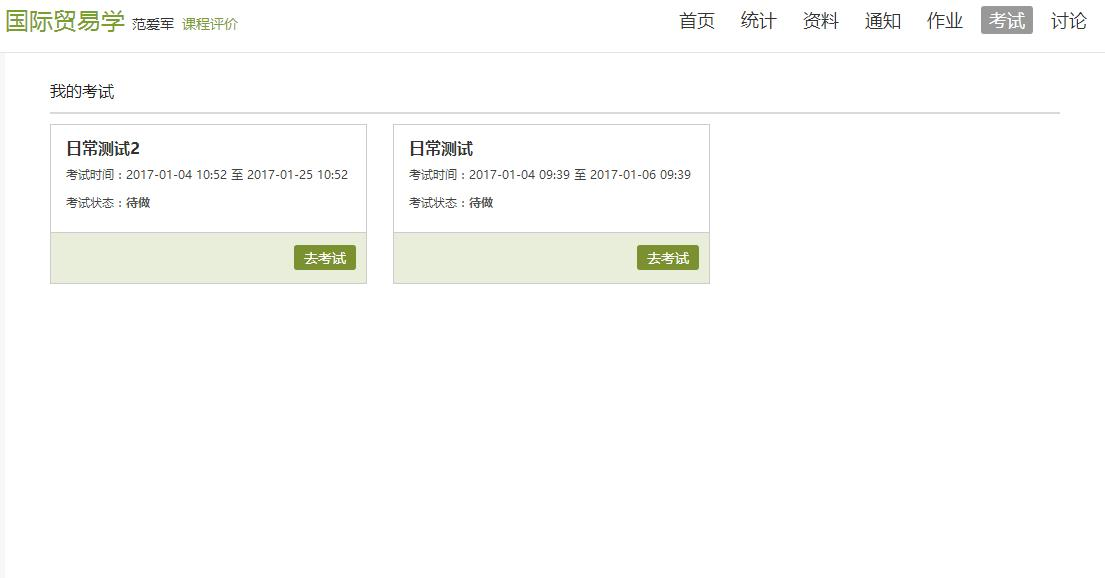 国际贸易学 范爱军 课程评价 首页 统计 资料 通知 作业 考试 讨论
我的考试
日常测试2
考试时间：2017-01-04 10:52 至 2017-01-25 10:52
考试状态：待做
去考试
日常测试
考试时间：2017-01-04 09:39 至 2017-01-06 09:39
考试状态：待做
去考试